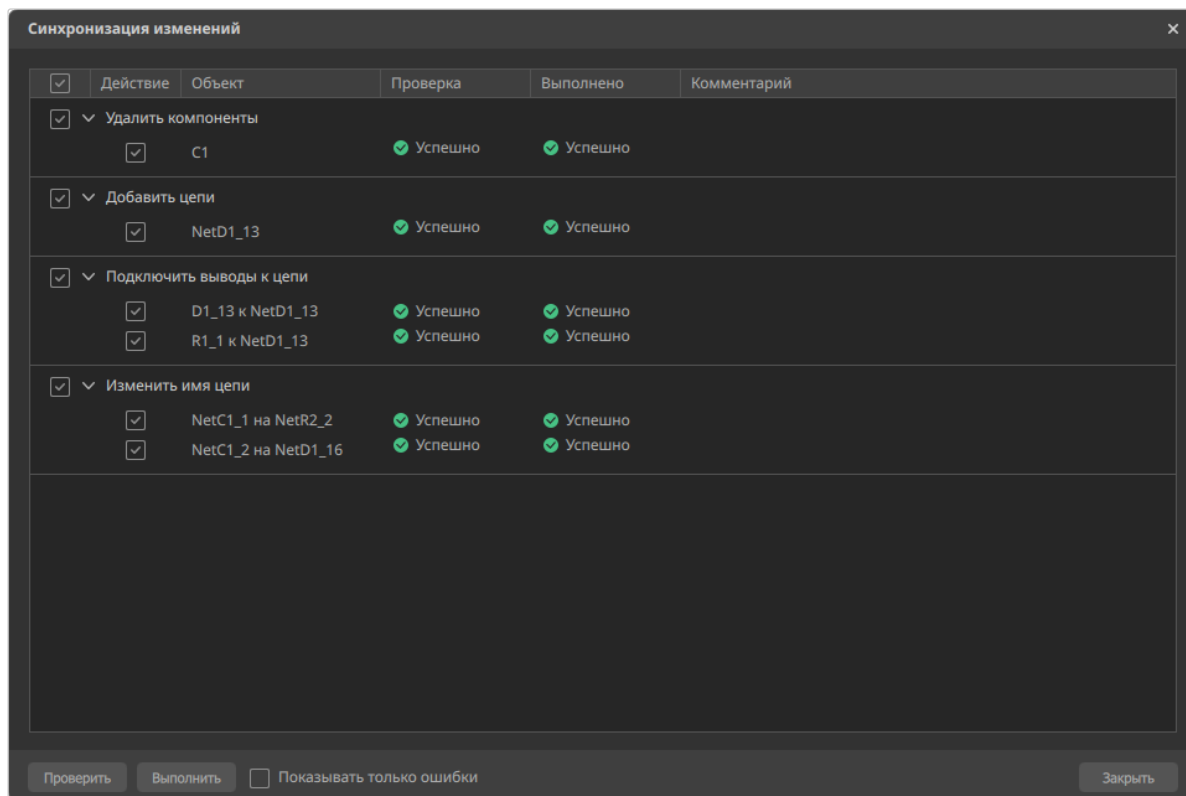 Синхронизация изменений
Действие Объект Проверка Выполнено Комментарий
Удалить компоненты
C1 Успешно Успешно
Добавить цепи
NetD1_13 Успешно Успешно
Подключить выводы к цепи
D1_13 к NetD1_13 Успешно Успешно
R1_1 к NetD1_13 Успешно Успешно
Изменить имя цепи
NetC1_1 на NetR2_2 Успешно Успешно
NetC1_2 на NetD1_16 Успешно Успешно
Проверить Выполнить Показывать только ошибки Закрыть